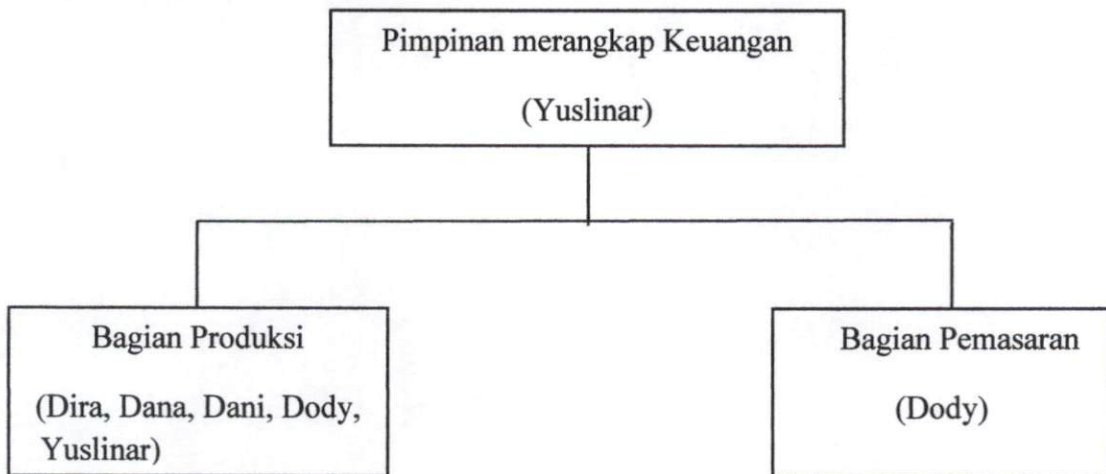 Pimpinan merangkap Keuangan
(Yuslinar)
Bagian Produksi
(Dira, Dana, Dani, Dody,
Yuslinar)
Bagian Pemasaran
(Dody)